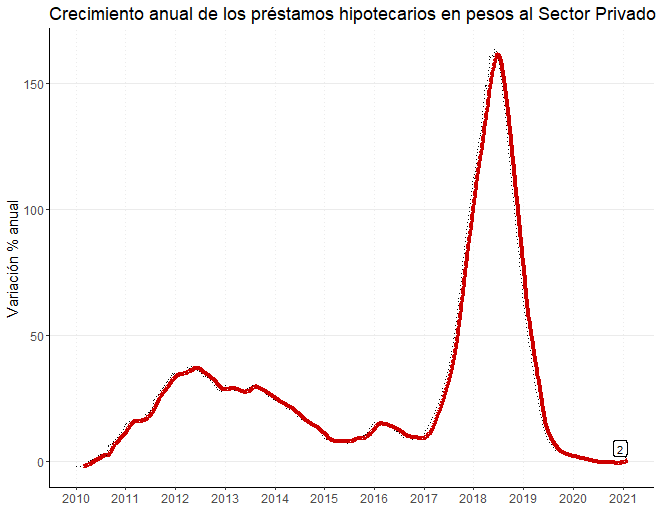 Crecimiento anual de los préstamos hipotecarios en pesos al Sector Privado
Variación % anual
150
100
50
0
2
2010 2011 2012 2013 2014 2015 2016 2017 2018 2019 2020 2021